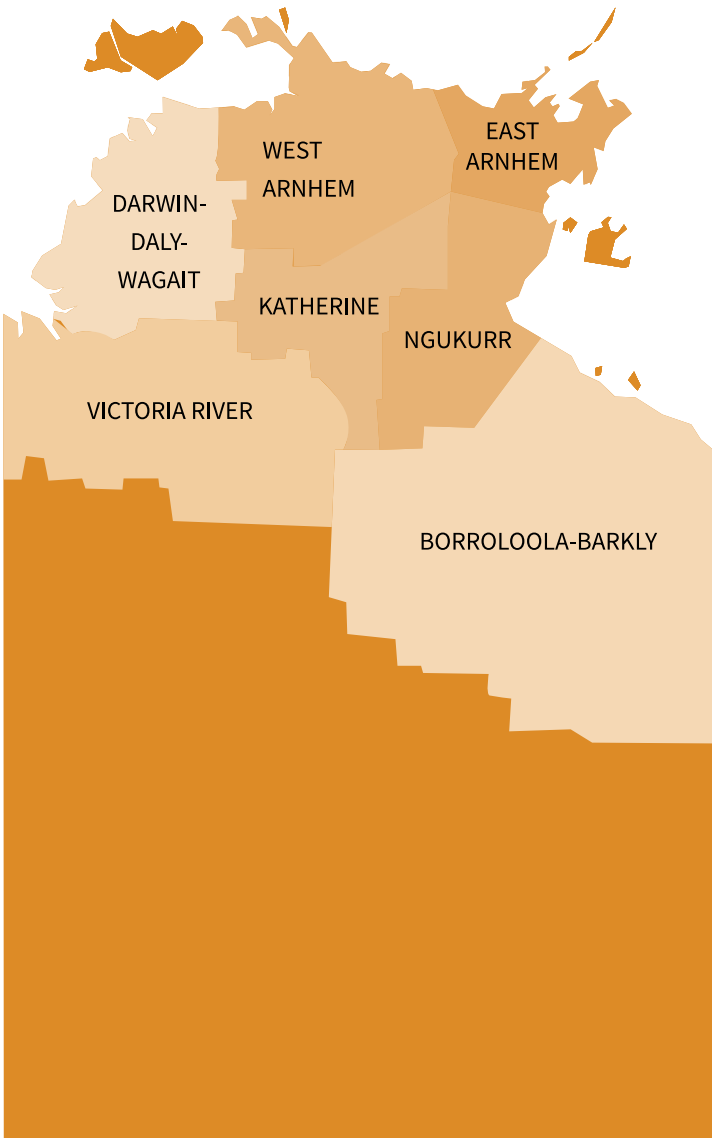 EAST
ARNHEM
WEST
ARNHEM
DARWIN-
DALY-
WAGAIT
KATHERINE
NGUKURR
VICTORIA RIVER
BORROLOOLA-BARKLY